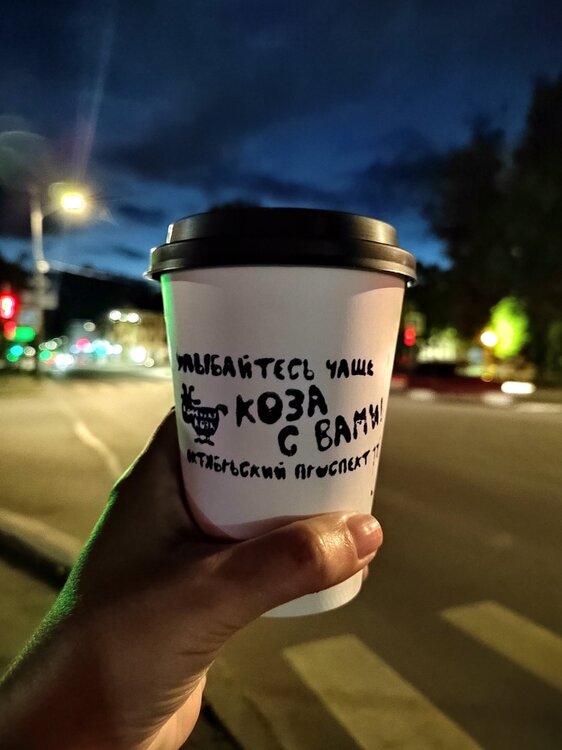 УЛЫБАЙТЕСЬ ЧАЩЕ
КОЗА
С ВАМИ!
ОКТЯБРЬСКИЙ ПРОСПЕКТ